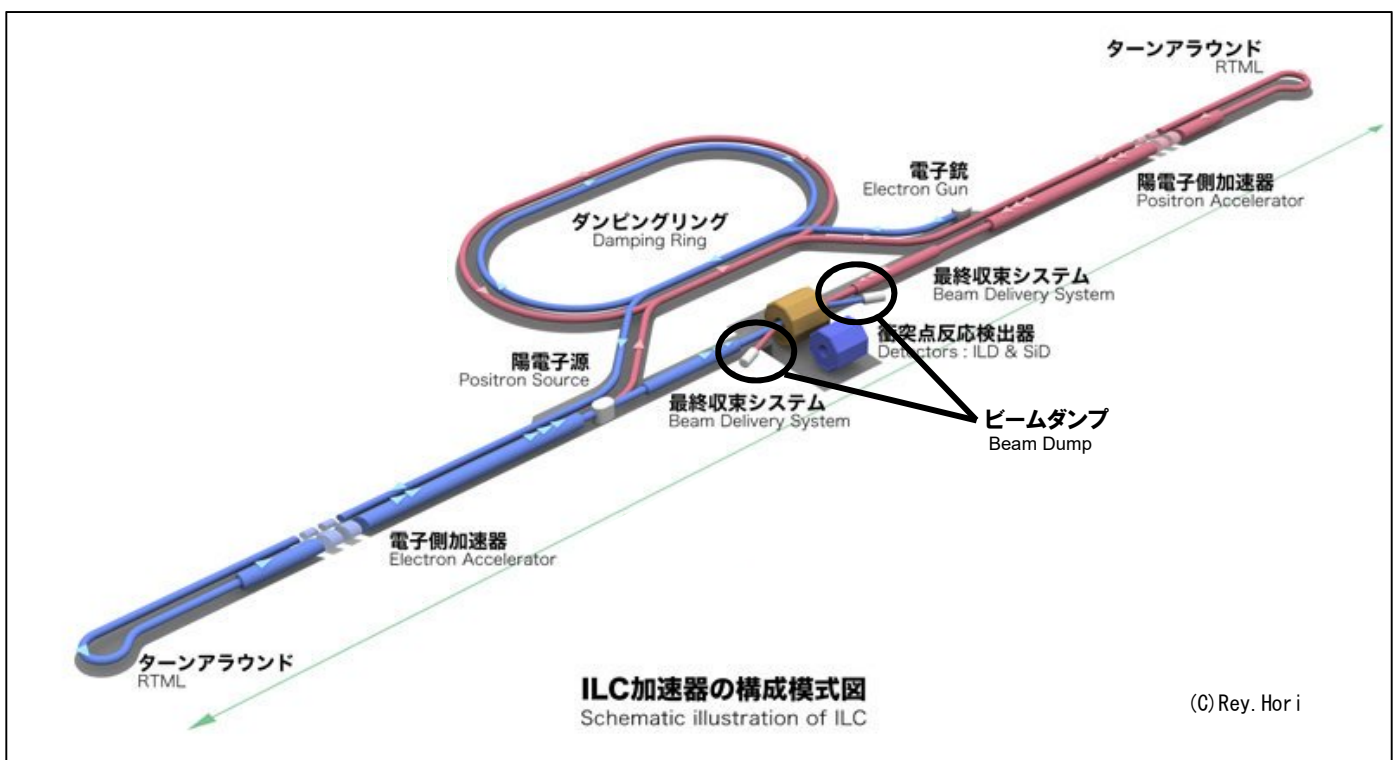 ターンアラウンド
RTML
電子銃
Electron Gun
陽電子側加速器
Positron Accelerator
ダンピングリング
Damping Ring
最終収束システム
Beam Delivery System
衝突点反応検出器
Detectors : ILD & SiD
陽電子源
Positron Source
最終収束システム
Beam Delivery System
ビームダンプ
Beam Dump
電子側加速器
Electron Accelerator
ターンアラウンド
RTML
ILC加速器の構成模式図
Schematic illustration of ILC
(C)Rey.Hori